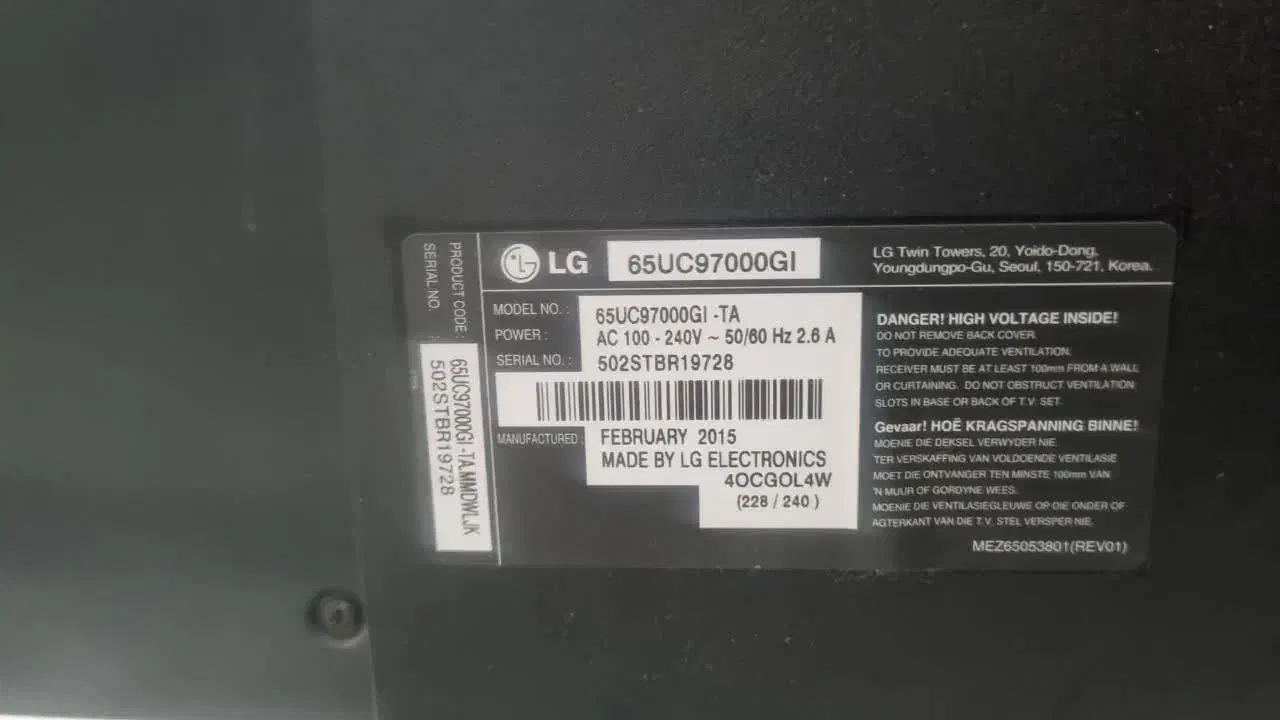 LG 65UC97000GI
LG Twin Towers, 20, Yoido-Dong,
Youngdungpo-Gu, Seoul, 150-721, Korea.
PRODUCT CODE : 65UC97000GI-TA.MMDWLJK
SERIAL NO. 502STBR19728
MODEL NO. : 65UC97000GI -TA
POWER : AC 100 - 240V ~ 50/60 Hz 2.6 A
SERIAL NO. : 502STBR19728
MANUFACTURED : FEBRUARY 2015
MADE BY LG ELECTRONICS
4OCGOL4W
(228 / 240 )
DANGER! HIGH VOLTAGE INSIDE!
DO NOT REMOVE BACK COVER.
TO PROVIDE ADEQUATE VENTILATION,
RECEIVER MUST BE AT LEAST 100mm FROM A WALL
OR CURTAINING. DO NOT OBSTRUCT VENTILATION
SLOTS IN BASE OR BACK OF T.V. SET.
Gevaar! HOË KRAGSPANNING BINNE!
MOENIE DIE DEKSEL VERWYDER NIE.
TER VERSKAFFING VAN VOLDOENDE VENTILASIE
MOET DIE ONTVANGER TEN MINSTE 100mm VAN
'N MUUR OF GORDYNE WEES.
MOENIE DIE VENTILASIEGLEUWE OP DIE ONDER OF
AGTERKANT VAN DIE T.V. STEL VERSPER NIE.
MEZ65053801(REV01)